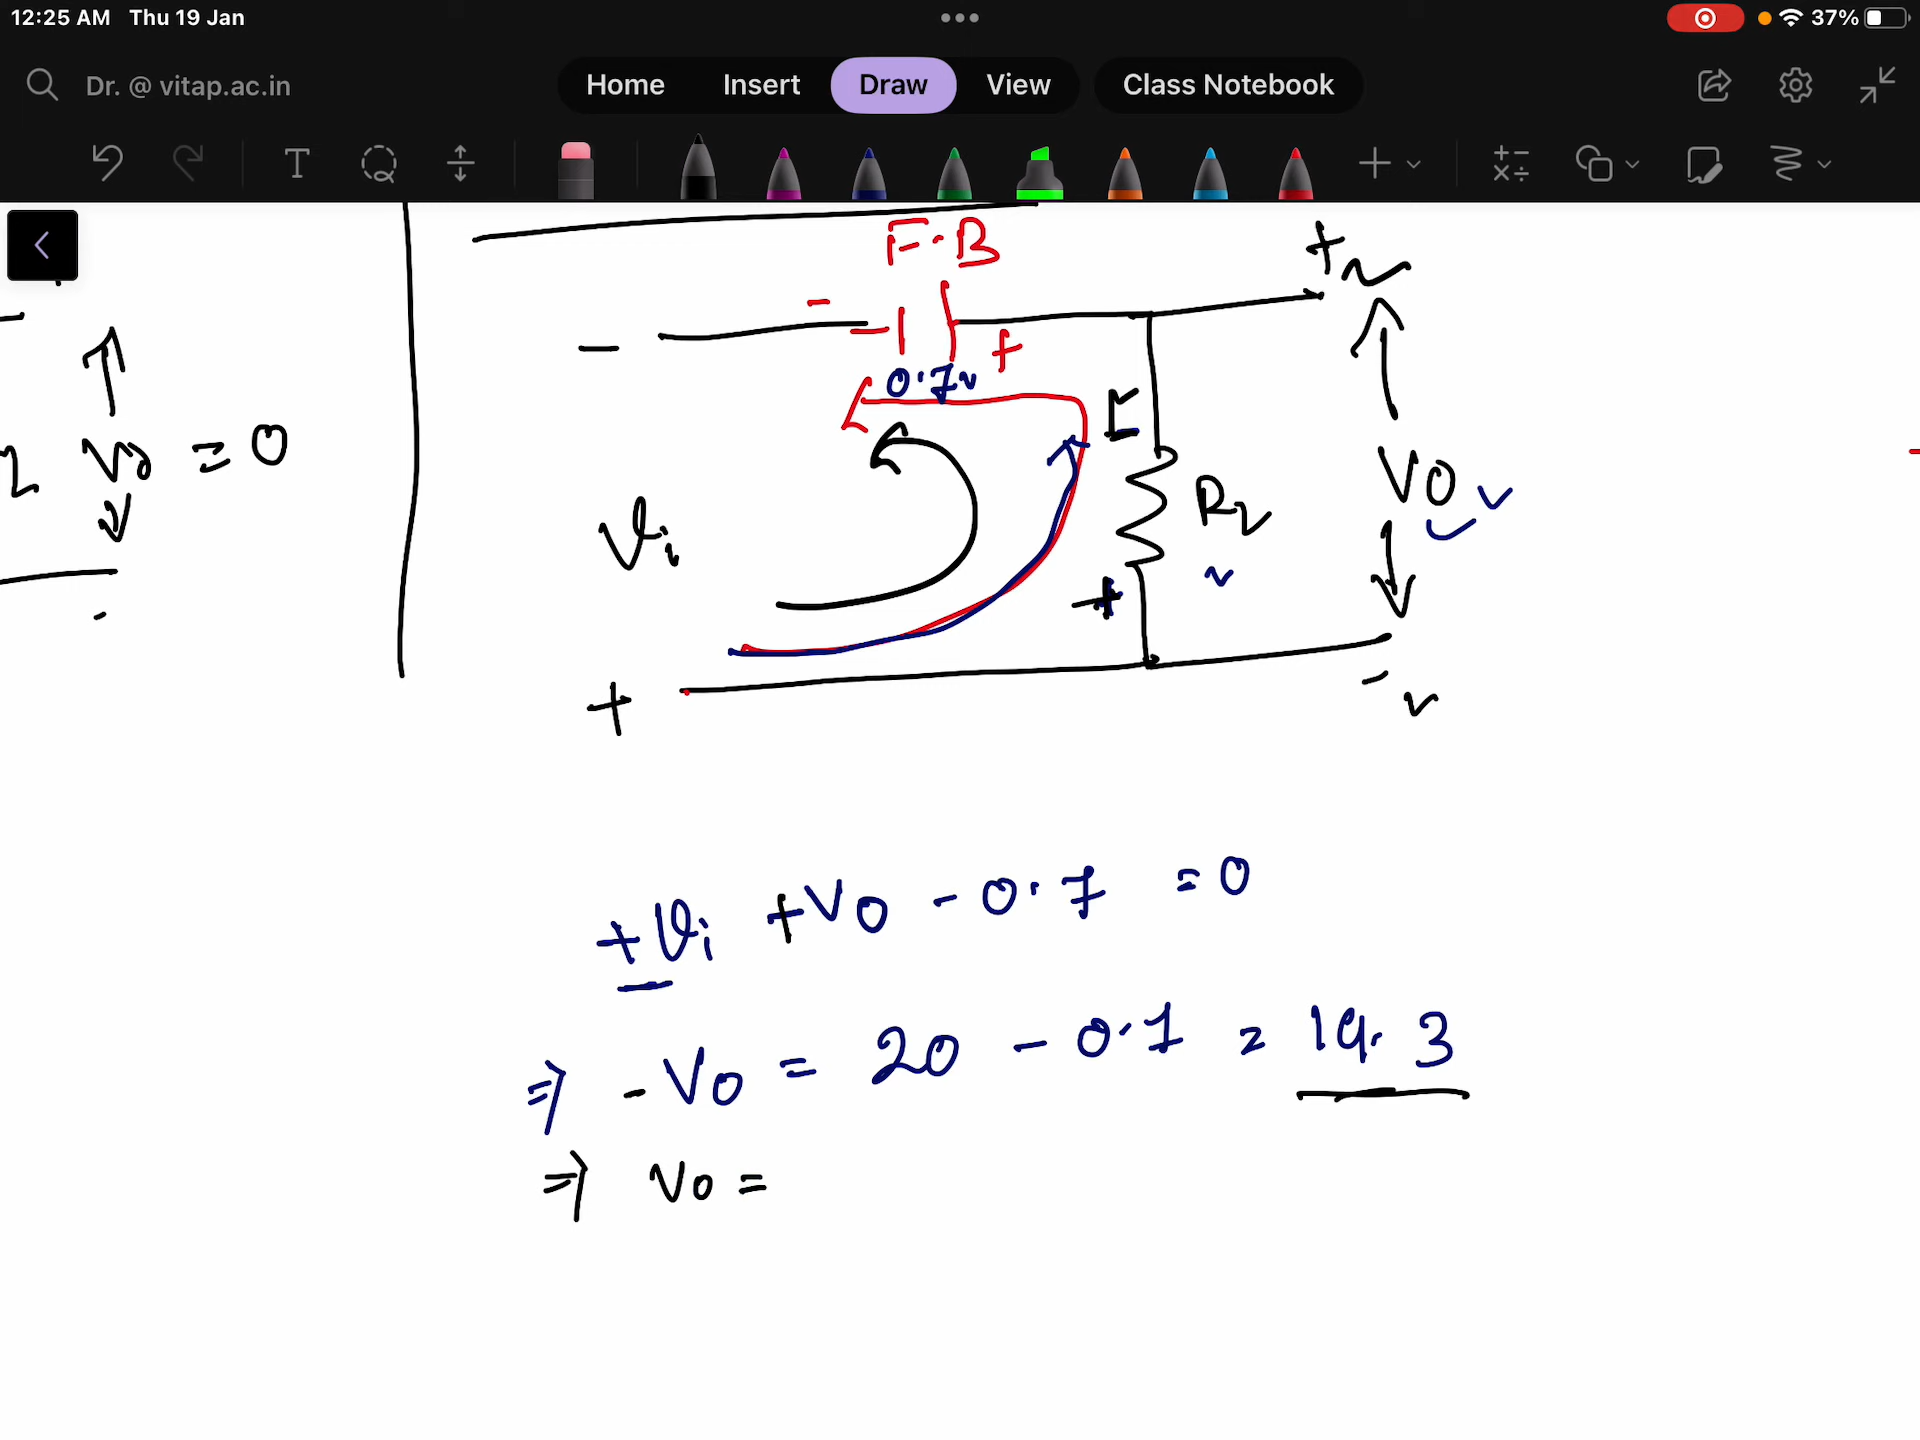 12:25 AM Thu 19 Jan
37%
Dr. @ vitap.ac.in
Home Insert Draw View Class Notebook
T
F.B
+
-
-
+
0.7v
Vo = 0
Vi
R2
Vo
+
+
-
-
+Vi +Vo - 0.7 = 0
⇒ -Vo = 20 - 0.7 = 19.3
⇒ Vo =